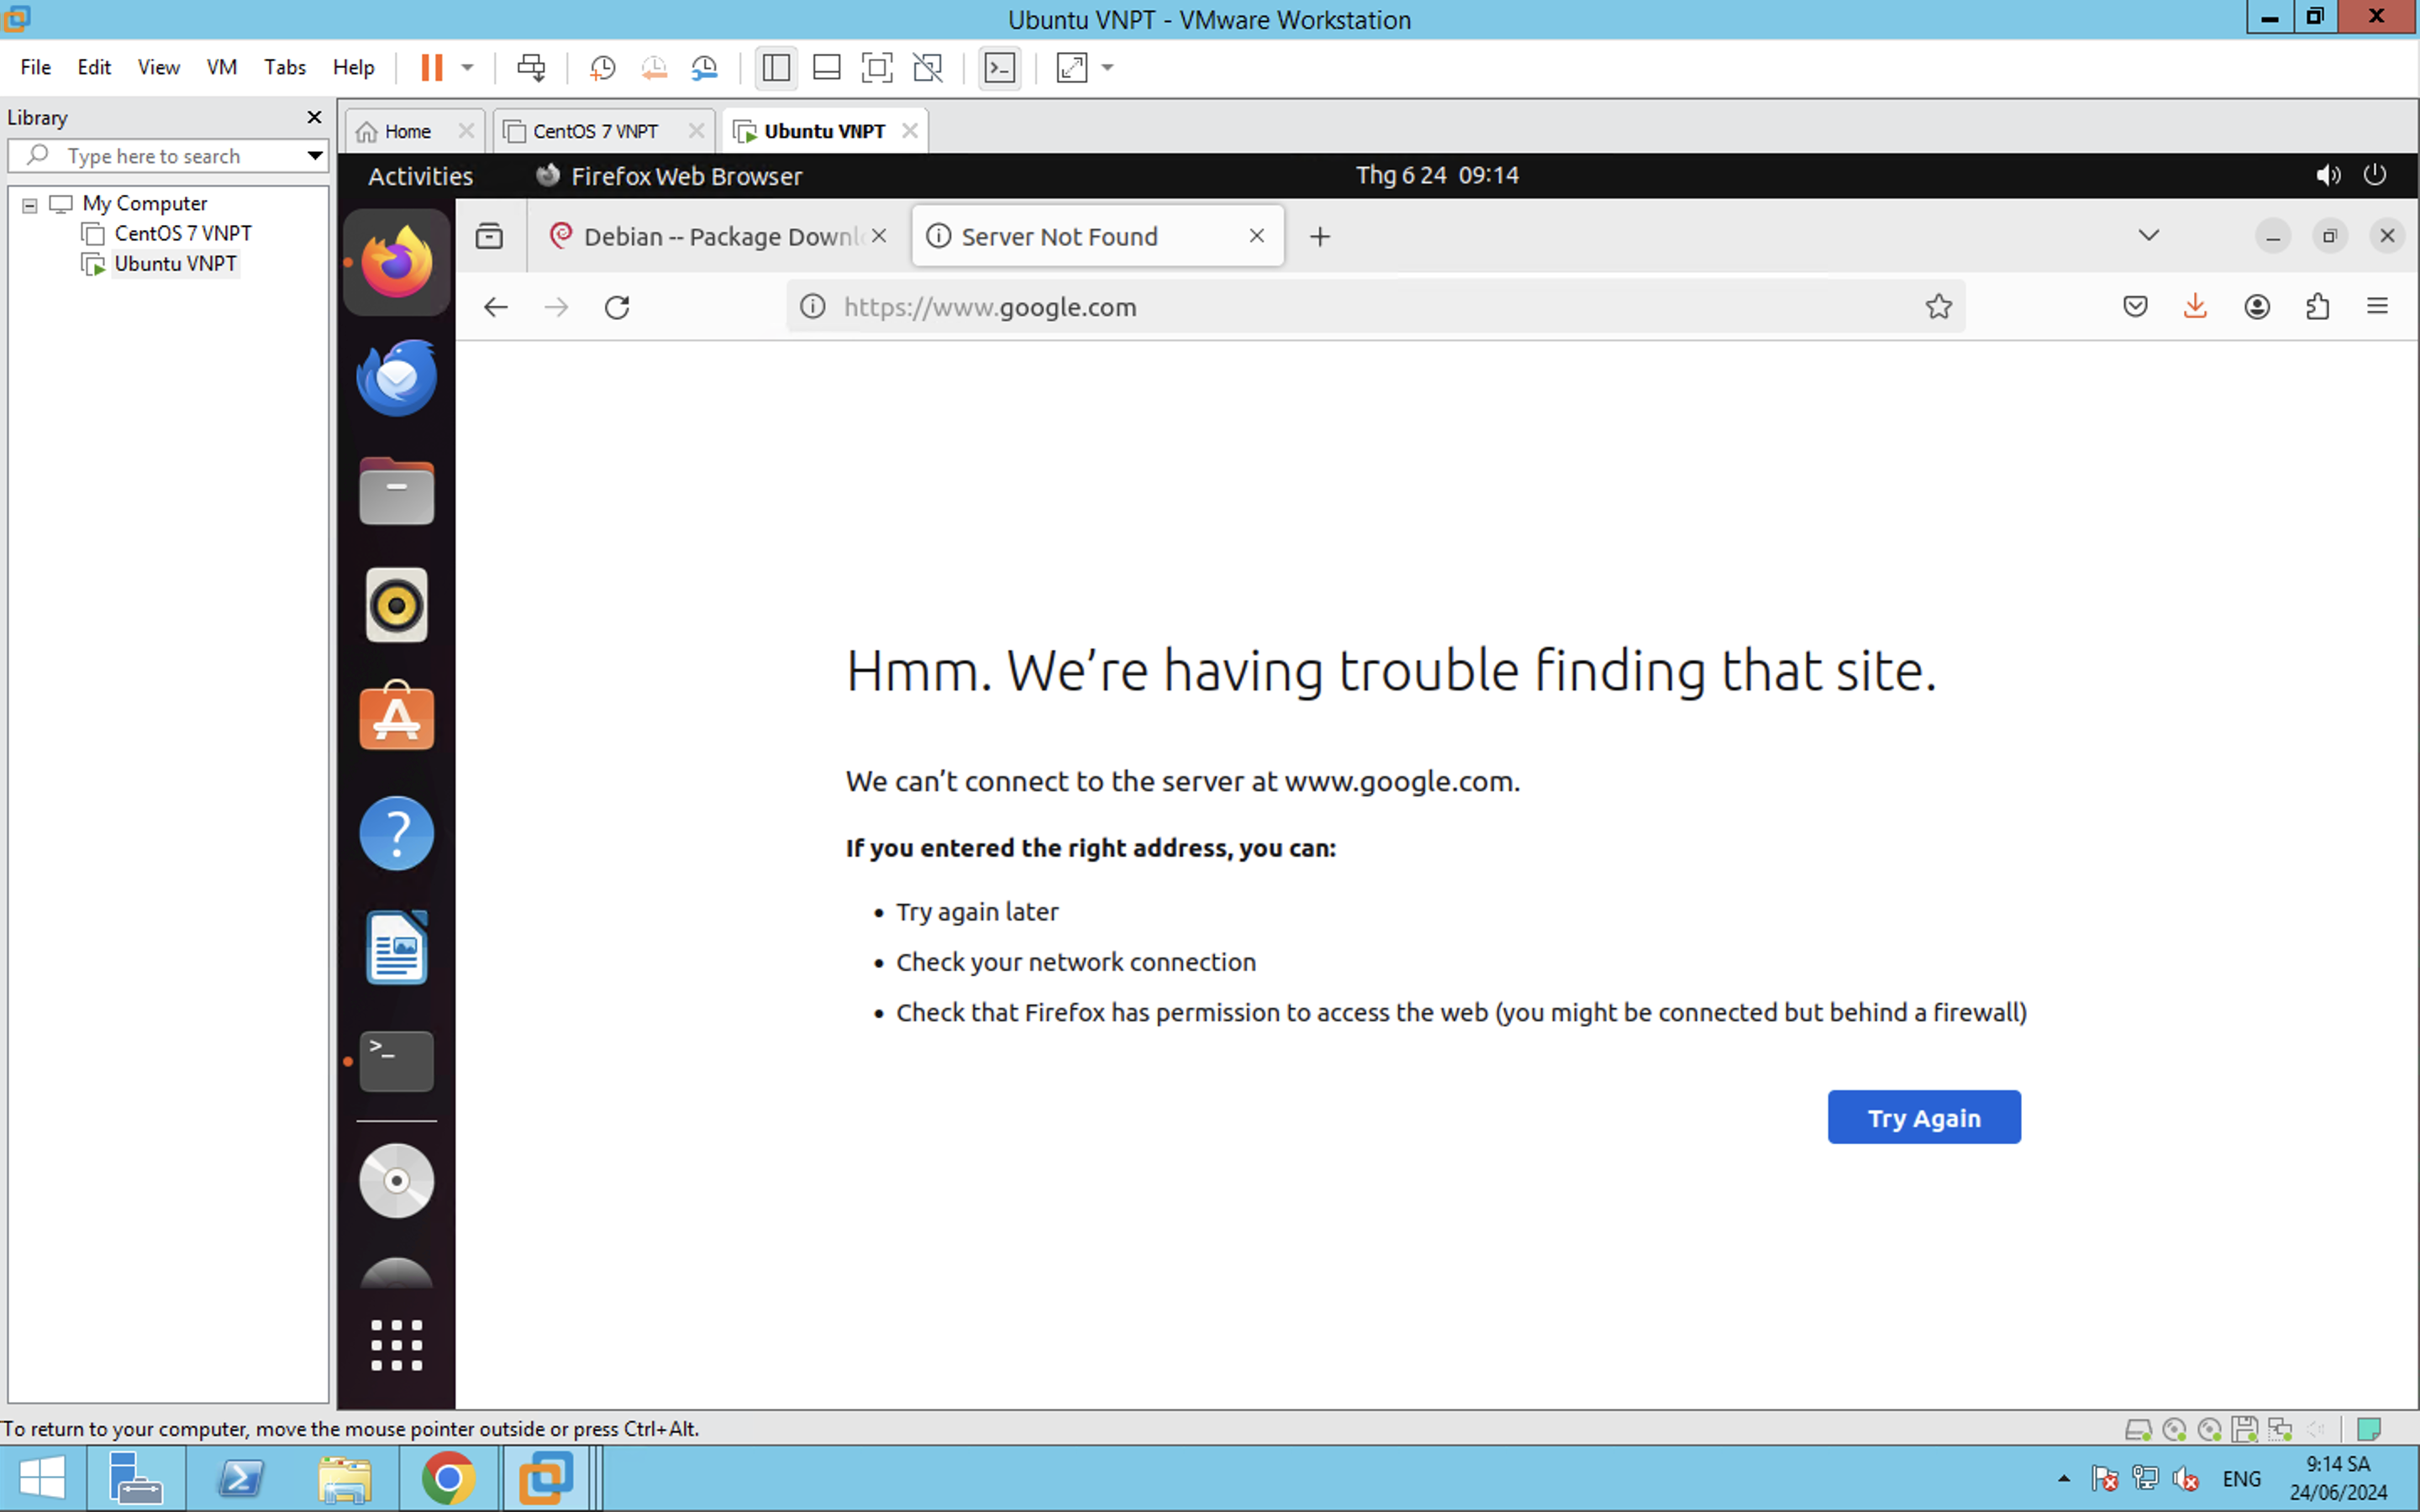 Ubuntu VNPT - VMware Workstation
File Edit View VM Tabs Help
Library
Type here to search
My Computer
CentOS 7 VNPT
Ubuntu VNPT
Home
CentOS 7 VNPT
Ubuntu VNPT
Activities
Firefox Web Browser
Thg 6 24 09:14
Debian -- Package Downl
Server Not Found
https://www.google.com
Hmm. We’re having trouble finding that site.
We can’t connect to the server at www.google.com.
If you entered the right address, you can:
• Try again later
• Check your network connection
• Check that Firefox has permission to access the web (you might be connected but behind a firewall)
Try Again
To return to your computer, move the mouse pointer outside or press Ctrl+Alt.
ENG
9:14 SA
24/06/2024